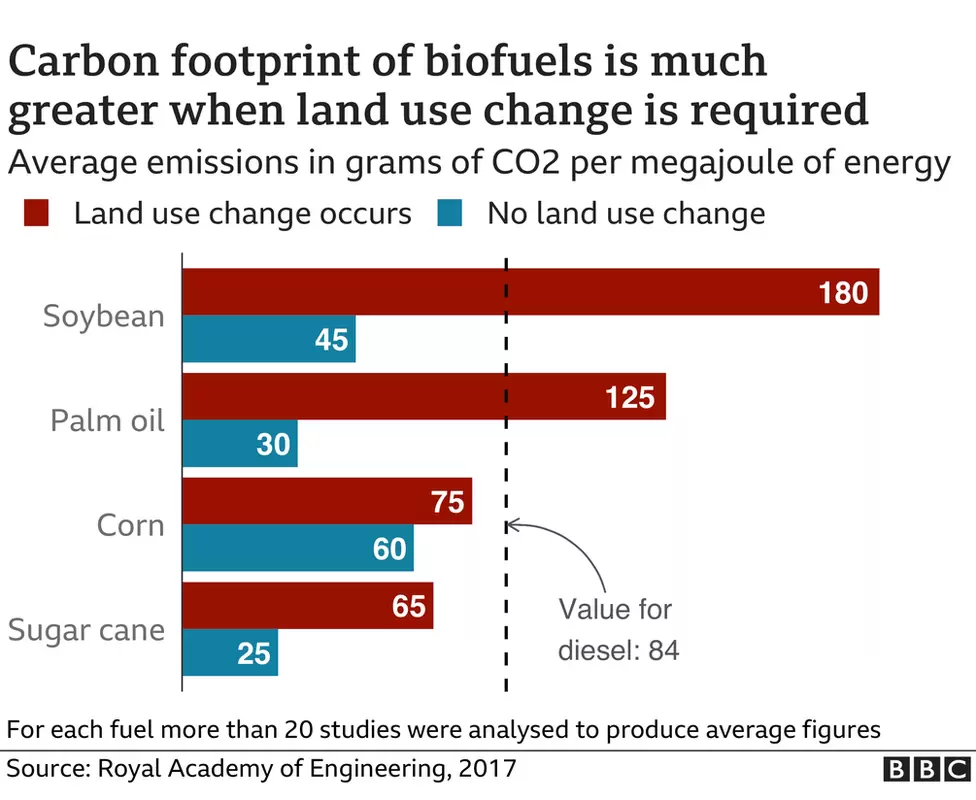 Carbon footprint of biofuels is much
greater when land use change is required
Average emissions in grams of CO2 per megajoule of energy
Land use change occurs No land use change
Soybean
180
45
Palm oil
125
30
Corn
75
60
Sugar cane
65
25
Value for
diesel: 84
For each fuel more than 20 studies were analysed to produce average figures
Source: Royal Academy of Engineering, 2017
BBC